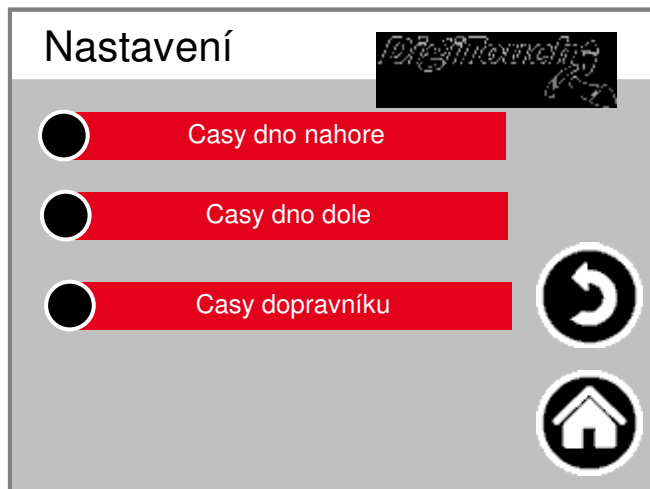 Nastavení
DigiTouch
Casy dno nahore
Casy dno dole
Casy dopravníku